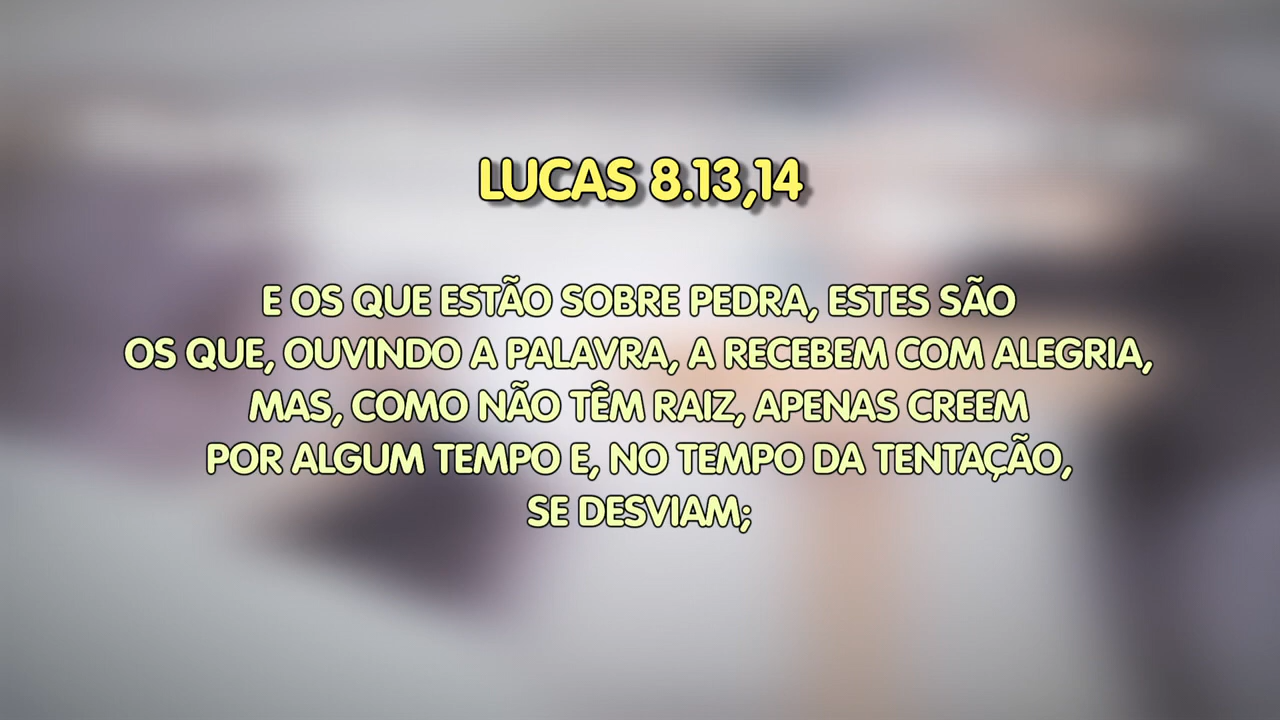 LUCAS 8.13,14
E OS QUE ESTÃO SOBRE PEDRA, ESTES SÃO
OS QUE, OUVINDO A PALAVRA, A RECEBEM COM ALEGRIA,
MAS, COMO NÃO TÊM RAIZ, APENAS CREEM
POR ALGUM TEMPO E, NO TEMPO DA TENTAÇÃO,
SE DESVIAM;